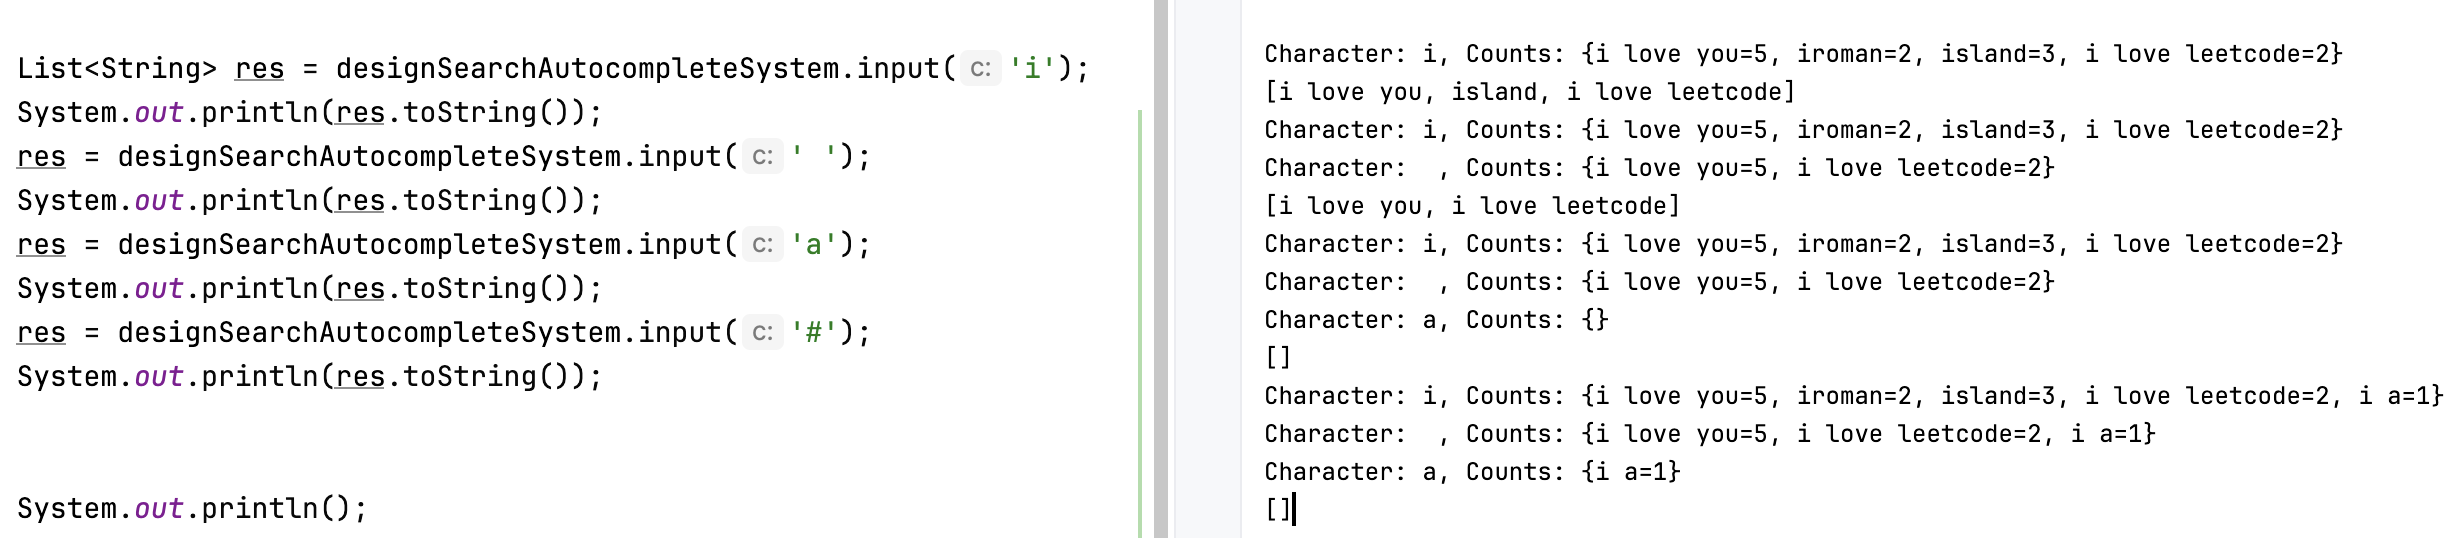 List<String> res = designSearchAutocompleteSystem.input( c: 'i');
System.out.println(res.toString());
res = designSearchAutocompleteSystem.input( c: ' ');
System.out.println(res.toString());
res = designSearchAutocompleteSystem.input( c: 'a');
System.out.println(res.toString());
res = designSearchAutocompleteSystem.input( c: '#');
System.out.println(res.toString());
System.out.println();
Character: i, Counts: {i love you=5, iroman=2, island=3, i love leetcode=2}
[i love you, island, i love leetcode]
Character: i, Counts: {i love you=5, iroman=2, island=3, i love leetcode=2}
Character:  , Counts: {i love you=5, i love leetcode=2}
[i love you, i love leetcode]
Character: i, Counts: {i love you=5, iroman=2, island=3, i love leetcode=2}
Character:  , Counts: {i love you=5, i love leetcode=2}
Character: a, Counts: {}
[]
Character: i, Counts: {i love you=5, iroman=2, island=3, i love leetcode=2, i a=1}
Character:  , Counts: {i love you=5, i love leetcode=2, i a=1}
Character: a, Counts: {i a=1}
[]